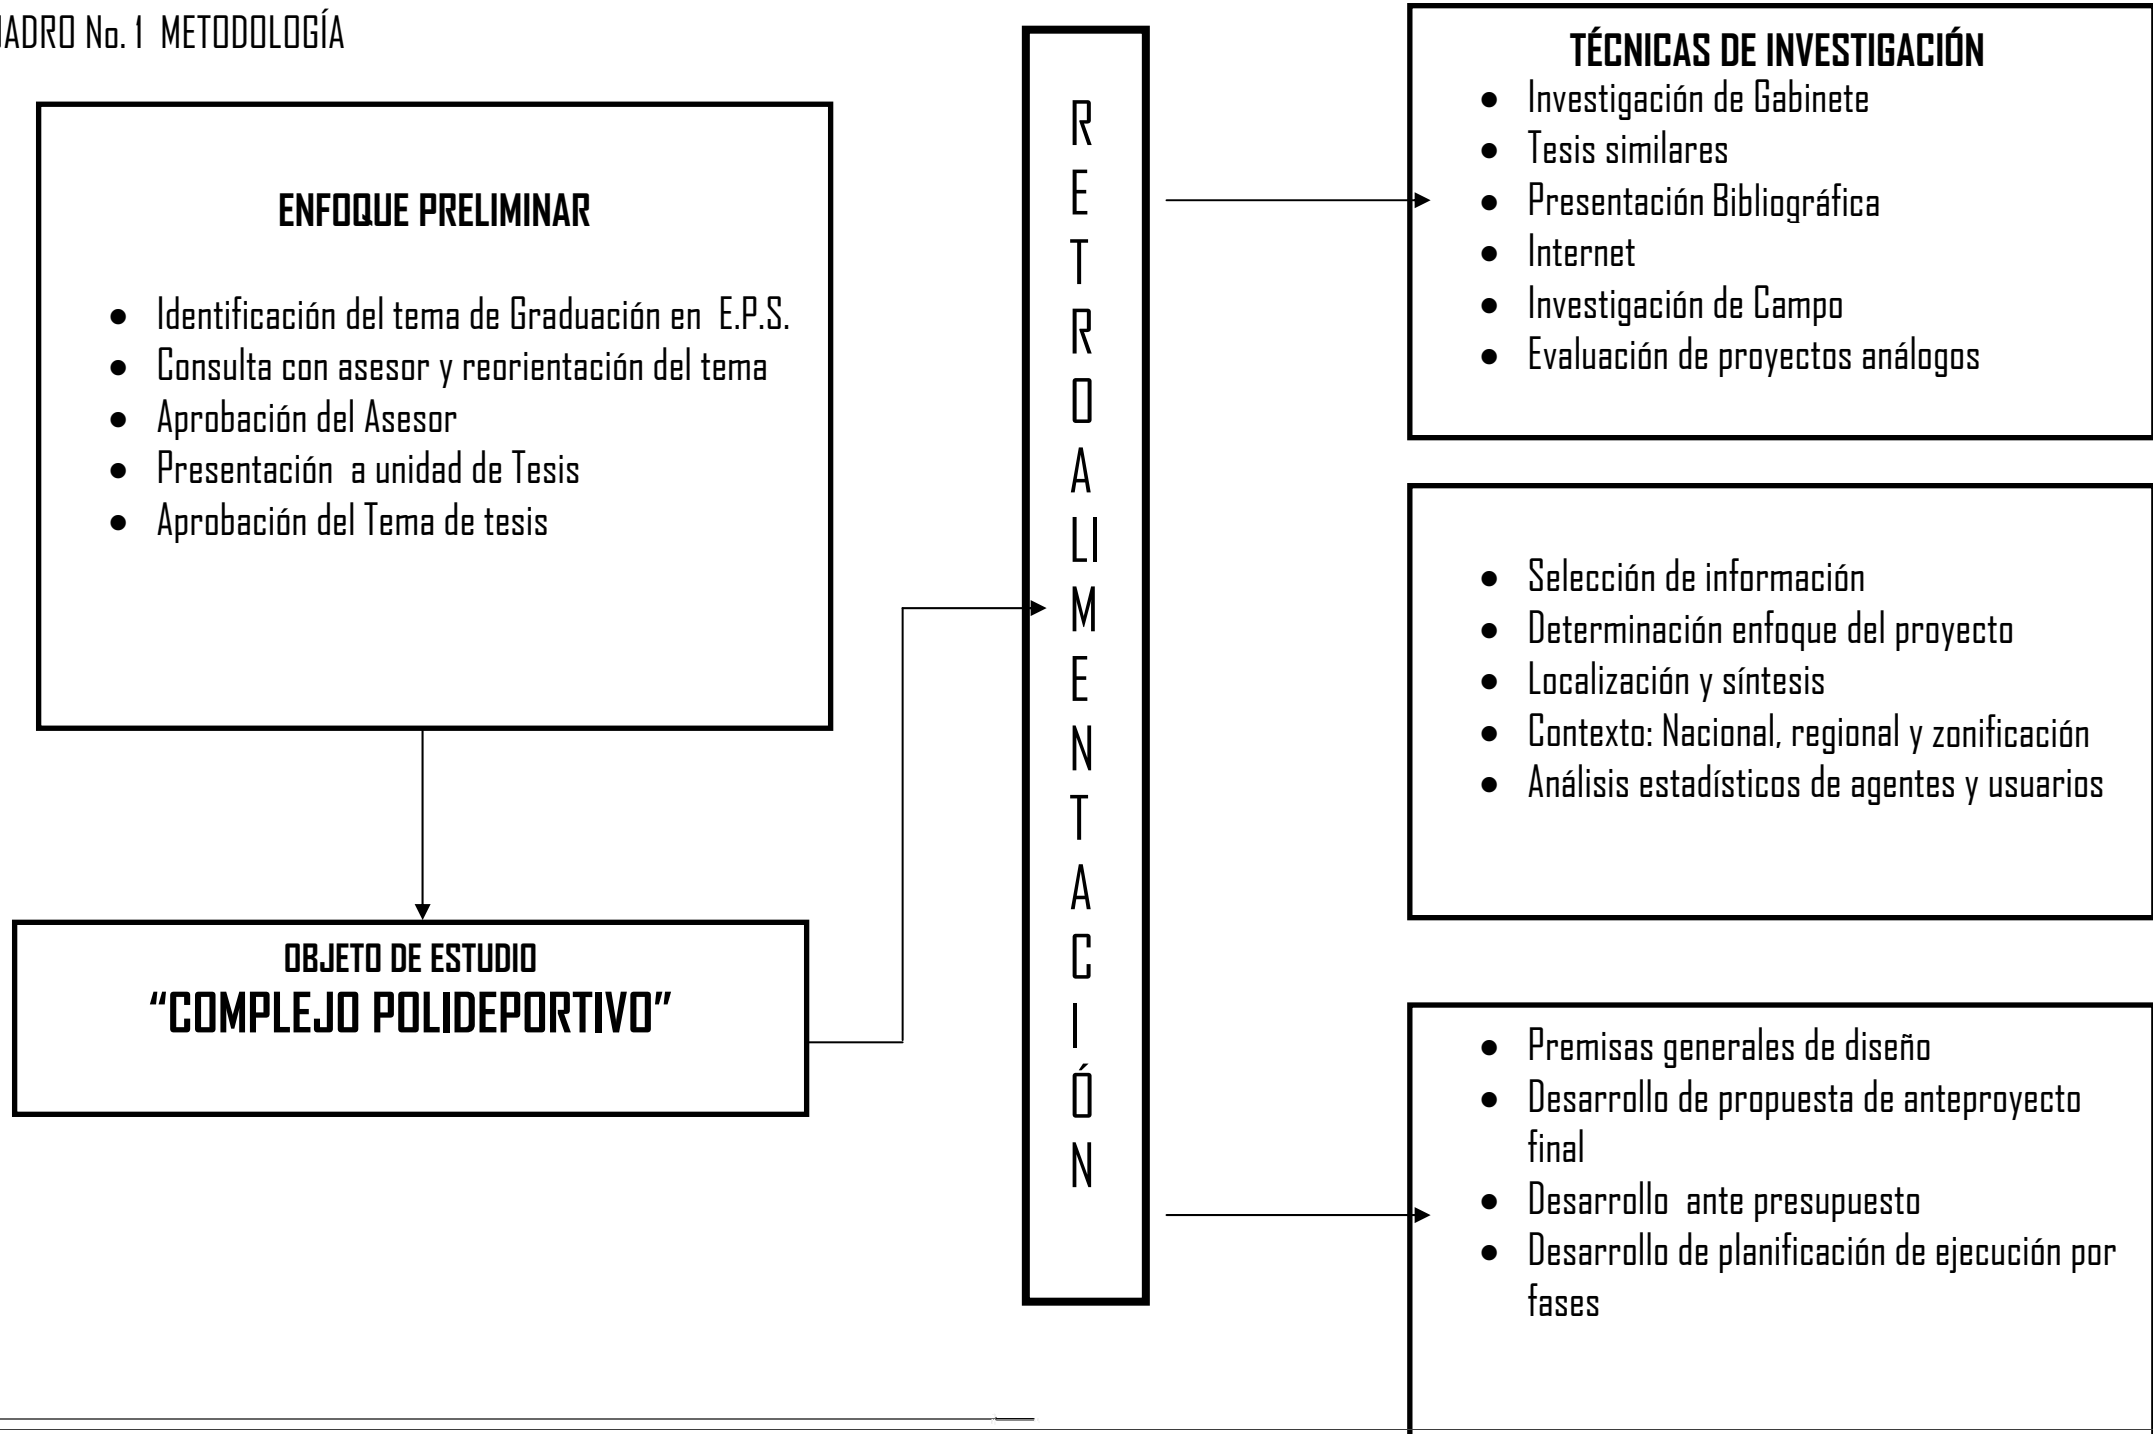 UADRO No. 1 METODOLOGÍA
ENFOQUE PRELIMINAR
• Identificación del tema de Graduación en E.P.S.
• Consulta con asesor y reorientación del tema
• Aprobación del Asesor
• Presentación a unidad de Tesis
• Aprobación del Tema de tesis
OBJETO DE ESTUDIO
“COMPLEJO POLIDEPORTIVO”
R
E
T
R
O
A
LI
M
E
N
T
A
C
I
Ó
N
TÉCNICAS DE INVESTIGACIÓN
• Investigación de Gabinete
• Tesis similares
• Presentación Bibliográfica
• Internet
• Investigación de Campo
• Evaluación de proyectos análogos
• Selección de información
• Determinación enfoque del proyecto
• Localización y síntesis
• Contexto: Nacional, regional y zonificación
• Análisis estadísticos de agentes y usuarios
• Premisas generales de diseño
• Desarrollo de propuesta de anteproyecto
final
• Desarrollo ante presupuesto
• Desarrollo de planificación de ejecución por
fases